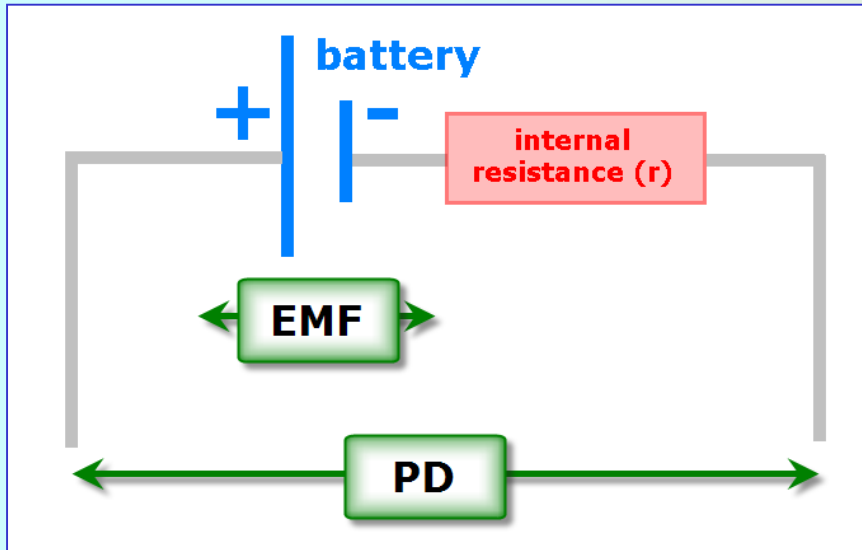 battery
+ -
internal
resistance (r)
EMF
PD